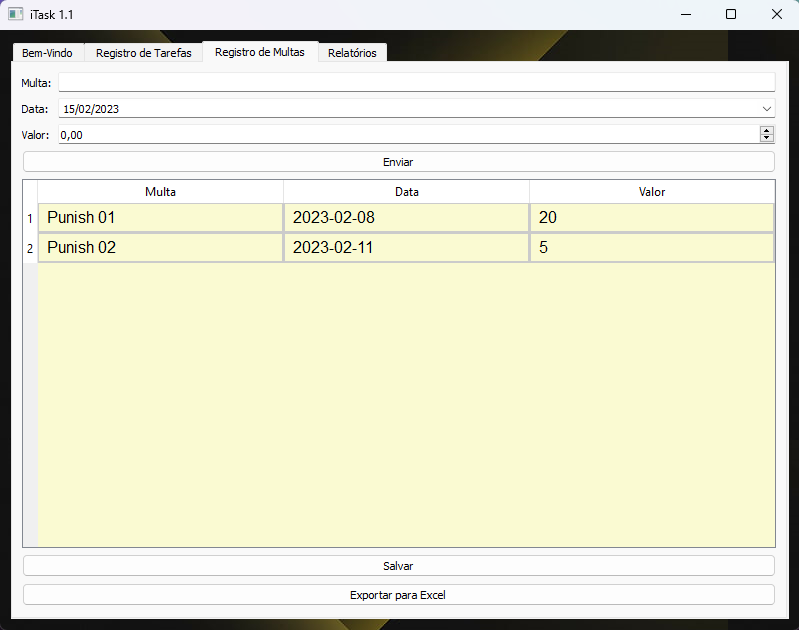 iTask 1.1
Bem-Vindo Registro de Tarefas Registro de Multas Relatórios
Multa:
Data: 15/02/2023
Valor: 0,00
Enviar
Multa Data Valor
1 Punish 01 2023-02-08 20
2 Punish 02 2023-02-11 5
Salvar
Exportar para Excel